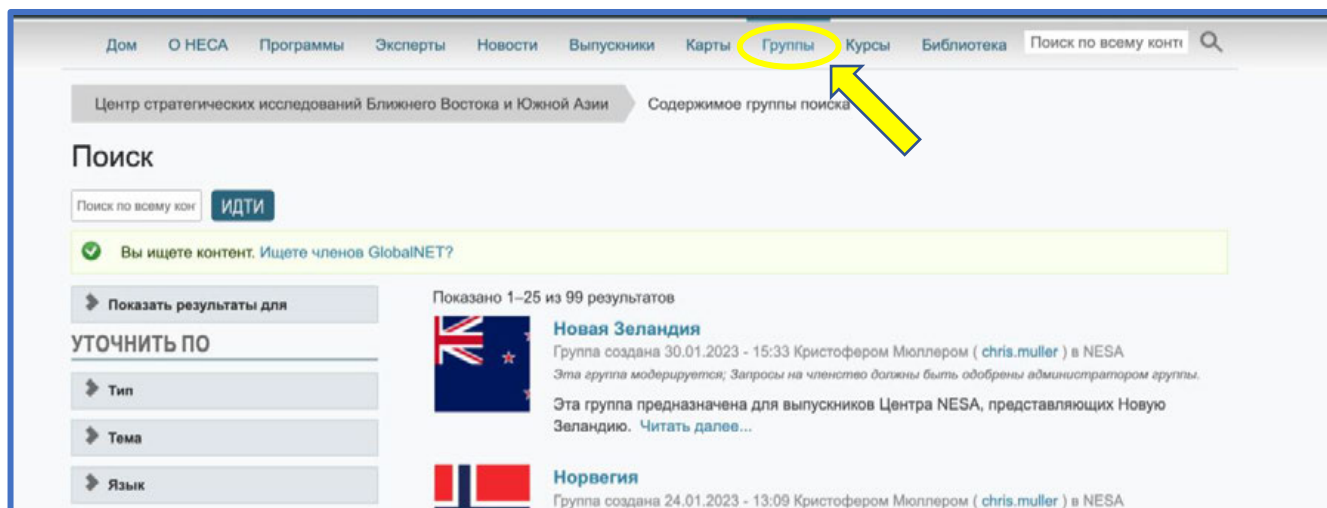 Дом О НЕСА Программы Эксперты Новости Выпускники Карты Группы Курсы Библиотека Поиск по всему конте
Центр стратегических исследований Ближнего Востока и Южной Азии Содержимое группы поиска
Поиск
Поиск по всему кон ИДТИ
Вы ищете контент. Ищете членов GlobalNET?
Показать результаты для
Показано 1–25 из 99 результатов
УТОЧНИТЬ ПО
Тип
Тема
Язык
Новая Зеландия
Группа создана 30.01.2023 - 15:33 Кристофером Мюллером ( chris.muller ) в NESA
Эта группа модерируется; Запросы на членство должны быть одобрены администратором группы.
Эта группа предназначена для выпускников Центра NESA, представляющих Новую
Зеландию. Читать далее...
Норвегия
Группа создана 24.01.2023 - 13:09 Кристофером Мюллером ( chris.muller ) в NESA